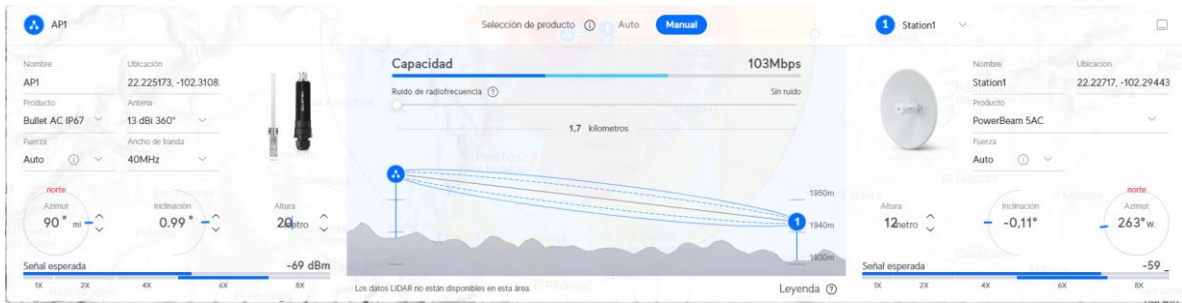 AP1
Selección de producto Auto Manual
1 Station1
Nombre
AP1
Ubicación
22.225173, -102.3108
Producto
Bullet AC IP67
Antena
13 dBi 360°
Fuerza
Auto
Ancho de banda
40MHz
norte
Azimut
90 ° mi
Inclinación
0.99 °
Altura
20 metro
Señal esperada -69 dBm
1X 2X 4X 6X 8X
Capacidad 103Mbps
Ruido de radiofrecuencia Sin ruido
1,7 kilometros
1950m
1
1940m
1930m
Los datos LIDAR no están disponibles en esta área.
Leyenda
Nombre
Station1
Ubicación
22.22717, -102.29443
Producto
PowerBeam 5AC
Fuerza
Auto
Altura
12metro
Inclinación
-0,11°
norte
Azimut
263° w.
Señal esperada -59
1X 2X 4X 6X 8X